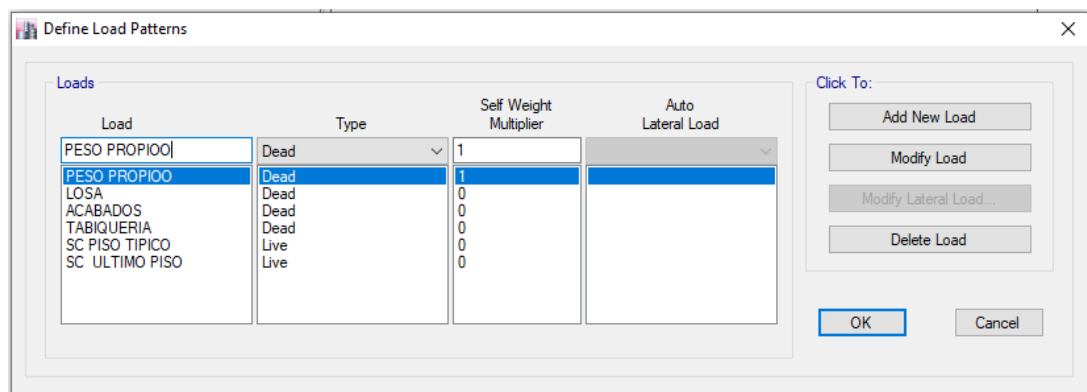 Define Load Patterns
Loads
Click To:
Load
Type
Self Weight
Multiplier
Auto
Lateral Load
PESO PROPIOO Dead 1
PESO PROPIOO Dead 1
LOSA Dead 0
ACABADOS Dead 0
TABIQUERIA Dead 0
SC PISO TIPICO Live 0
SC ULTIMO PISO Live 0
Add New Load
Modify Load
Modify Lateral Load...
Delete Load
OK
Cancel